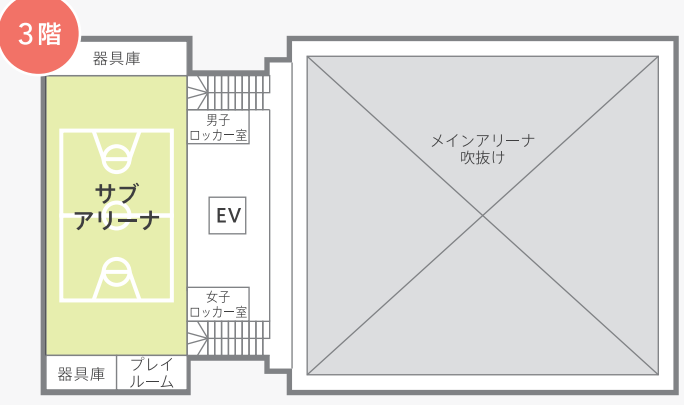 3階
器具庫
男子
ロッカー室
メインアリーナ
吹抜け
サブ
アリーナ
EV
女子
ロッカー室
器具庫
プレイ
ルーム